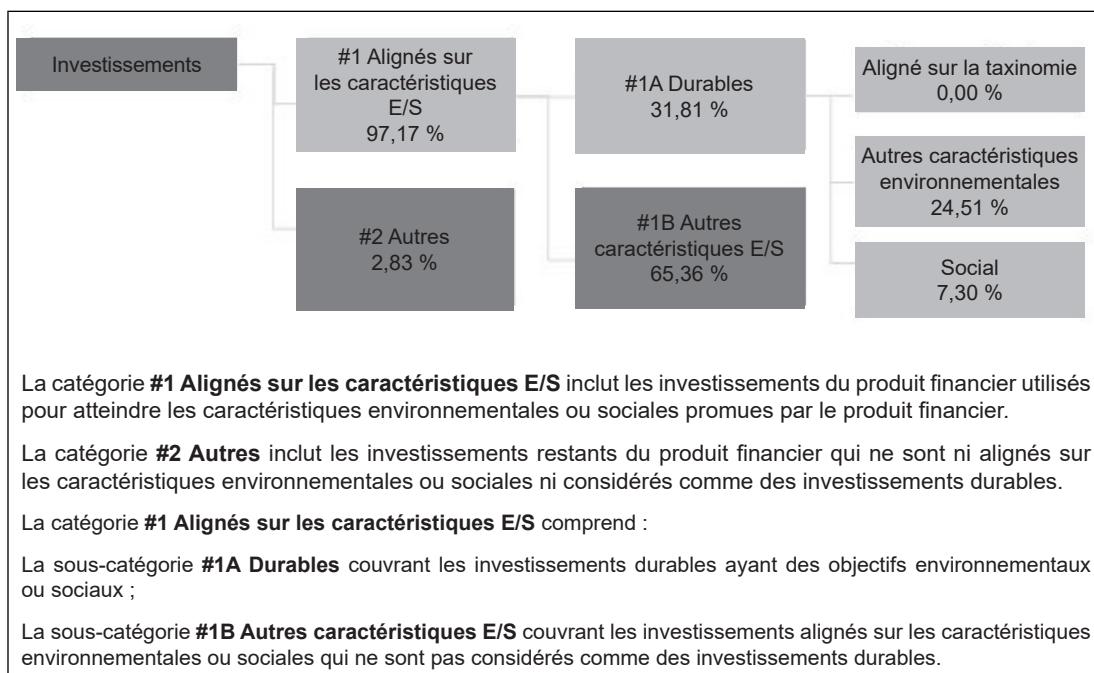 Investissements
#1 Alignés sur
les caractéristiques
E/S
97,17 %
#2 Autres
2,83 %
#1A Durables
31,81 %
#1B Autres
caractéristiques E/S
65,36 %
Aligné sur la taxinomie
0,00 %
Autres caractéristiques
environnementales
24,51 %
Social
7,30 %
La catégorie #1 Alignés sur les caractéristiques E/S inclut les investissements du produit financier utilisés
pour atteindre les caractéristiques environnementales ou sociales promues par le produit financier.
La catégorie #2 Autres inclut les investissements restants du produit financier qui ne sont ni alignés sur
les caractéristiques environnementales ou sociales ni considérés comme des investissements durables.
La catégorie #1 Alignés sur les caractéristiques E/S comprend :
La sous-catégorie #1A Durables couvrant les investissements durables ayant des objectifs environnementaux
ou sociaux ;
La sous-catégorie #1B Autres caractéristiques E/S couvrant les investissements alignés sur les caractéristiques
environnementales ou sociales qui ne sont pas considérés comme des investissements durables.